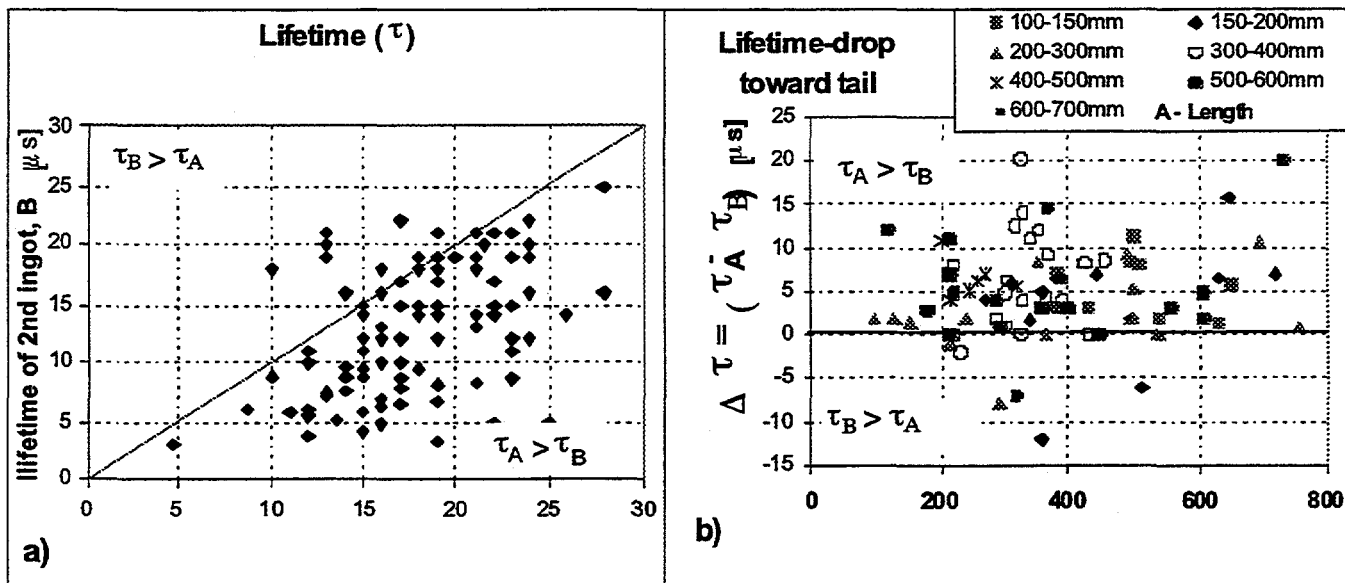 Lifetime ( τ )
Illifetime of 2nd Ingot, B [µs]
30
25
20
15
10
5
0
τB > τA
τA > τB
0 5 10 15 20 25 30
a)
Lifetime-drop
toward tail
100-150mm 150-200mm
200-300mm 300-400mm
400-500mm 500-600mm
600-700mm A - Length
Δ τ = ( τA - τB ) [µs]
25
20
15
10
5
0
-5
-10
-15
τA > τB
τB > τA
0 200 400 600 800
b)